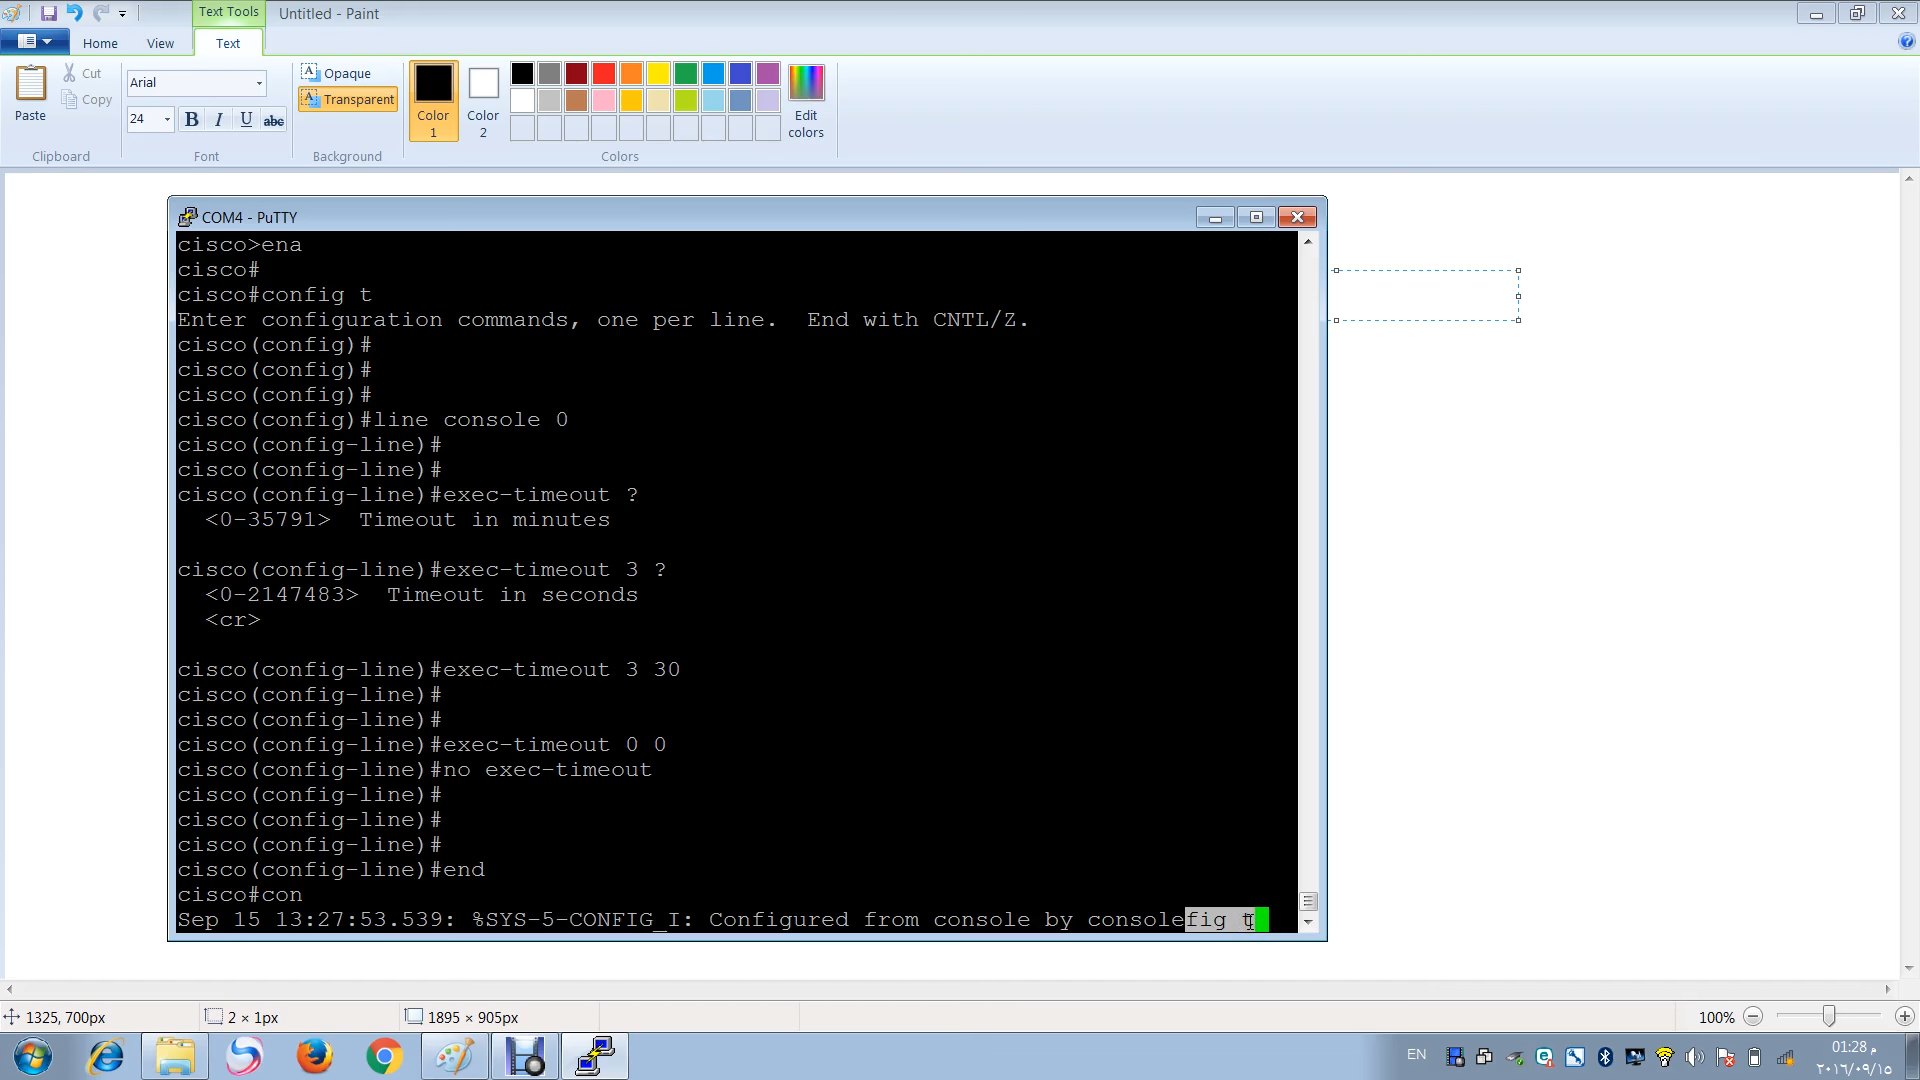 Text Tools
Untitled - Paint
Home
View
Text
Paste
Cut
Copy
Clipboard
Arial
24
B I U abc
Font
Opaque
Transparent
Background
Color 1
Color 2
Edit colors
Colors
COM4 - PuTTY
cisco>ena
cisco#
cisco#config t
Enter configuration commands, one per line.  End with CNTL/Z.
cisco(config)#
cisco(config)#
cisco(config)#
cisco(config)#line console 0
cisco(config-line)#
cisco(config-line)#
cisco(config-line)#exec-timeout ?
<0-35791>  Timeout in minutes
cisco(config-line)#exec-timeout 3 ?
<0-2147483>  Timeout in seconds
<cr>
cisco(config-line)#exec-timeout 3 30
cisco(config-line)#
cisco(config-line)#
cisco(config-line)#exec-timeout 0 0
cisco(config-line)#no exec-timeout
cisco(config-line)#
cisco(config-line)#
cisco(config-line)#
cisco(config-line)#end
cisco#con
Sep 15 13:27:53.539: %SYS-5-CONFIG_I: Configured from console by consolefig t
1325, 700px
2 × 1px
1895 × 905px
100%
EN
01:28 م
٢٠١٦/٠٩/١٥